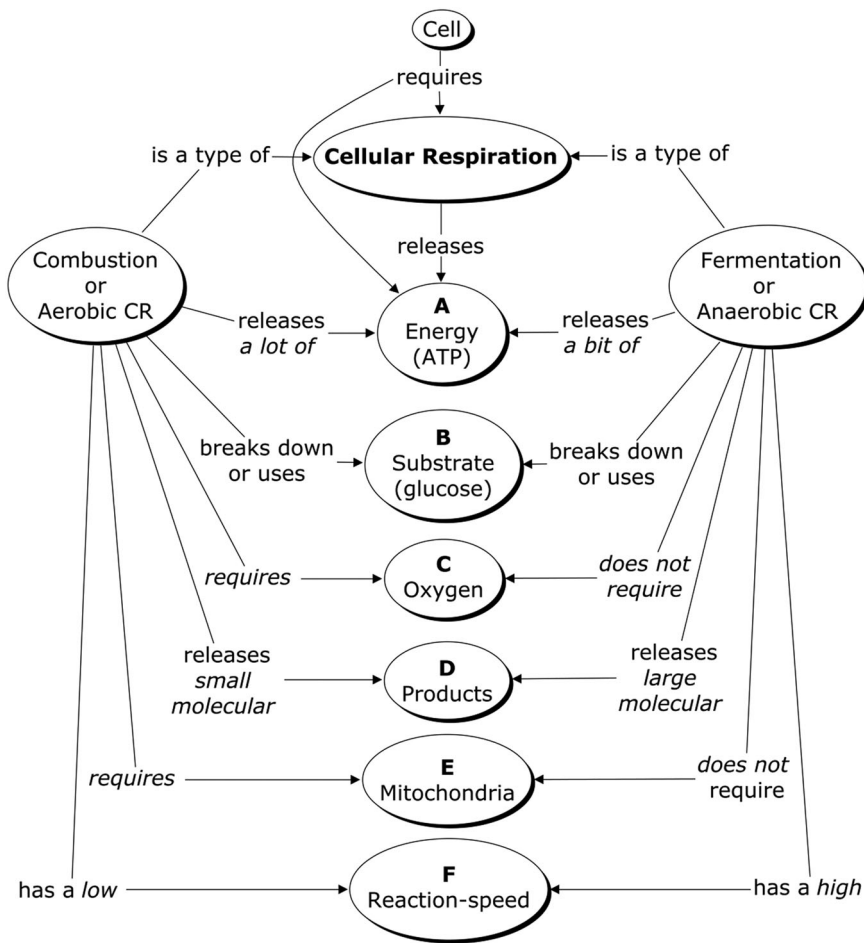 Cell
requires
is a type of
Cellular Respiration
is a type of
Combustion
or
Aerobic CR
releases
Fermentation
or
Anaerobic CR
releases
a lot of
A
Energy
(ATP)
releases
a bit of
breaks down
or uses
B
Substrate
(glucose)
breaks down
or uses
requires
C
Oxygen
does not
require
releases
small
molecular
D
Products
releases
large
molecular
requires
E
Mitochondria
does not
require
has a low
F
Reaction-speed
has a high